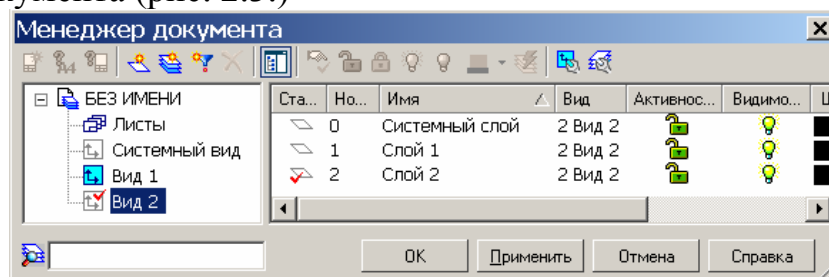 кумента (рис. 2.5.)
Менеджер документа
БЕЗ ИМЕНИ
Листы
Системный вид
Вид 1
Вид 2
Ста... Но... Имя Вид Активнос... Видимо... Ц
0 Системный слой 2 Вид 2
1 Слой 1 2 Вид 2
2 Слой 2 2 Вид 2
OK Применить Отмена Справка